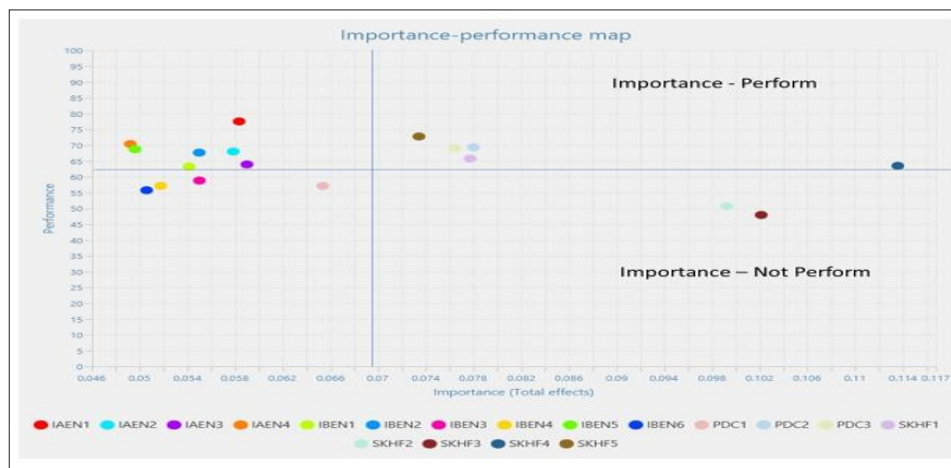 Importance-performance map
100
95
90
85
80
75
70
65
60
55
50
45
40
35
30
25
20
15
10
5
0
Performance
Importance - Perform
Importance – Not Perform
0.046 0.05 0.054 0.058 0.062 0.066 0.07 0.074 0.078 0.082 0.086 0.09 0.094 0.098 0.102 0.106 0.11 0.114 0.117
Importance (Total effects)
IAEN1 IAEN2 IAEN3 IAEN4 IBEN1 IBEN2 IBEN3 IBEN4 IBEN5 IBEN6 PDC1 PDC2 PDC3 SKHF1
SKHF2 SKHF3 SKHF4 SKHF5